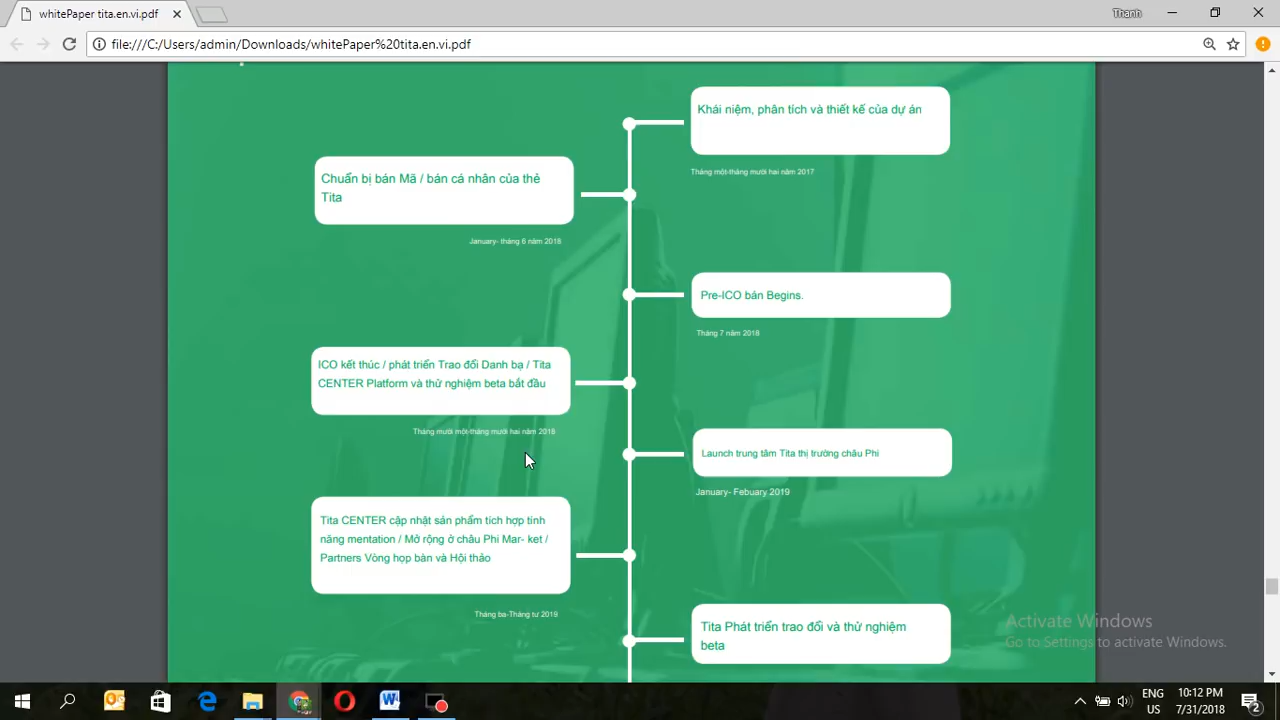 whitePaper tita.en.vi.pdf
Thanh
file:///C:/Users/admin/Downloads/whitePaper%20tita.en.vi.pdf
Khái niệm, phân tích và thiết kế của dự án
Tháng một-tháng mười hai năm 2017
Chuẩn bị bán Mã / bán cá nhân của thẻ
Tita
January- tháng 6 năm 2018
Pre-ICO bán Begins.
Tháng 7 năm 2018
ICO kết thúc / phát triển Trao đổi Danh bạ / Tita
CENTER Platform và thử nghiệm beta bắt đầu
Tháng mười một-tháng mười hai năm 2018
Launch trung tâm Tita thị trường châu Phi
January- Febuary 2019
Tita CENTER cập nhật sản phẩm tích hợp tính
năng mentation / Mở rộng ở châu Phi Mar- ket /
Partners Vòng họp bàn và Hội thảo
Tháng ba-Tháng tư 2019
Tita Phát triển trao đổi và thử nghiệm
beta
Activate Windows
Go to Settings to activate Windows.
ENG
US
10:12 PM
7/31/2018
2